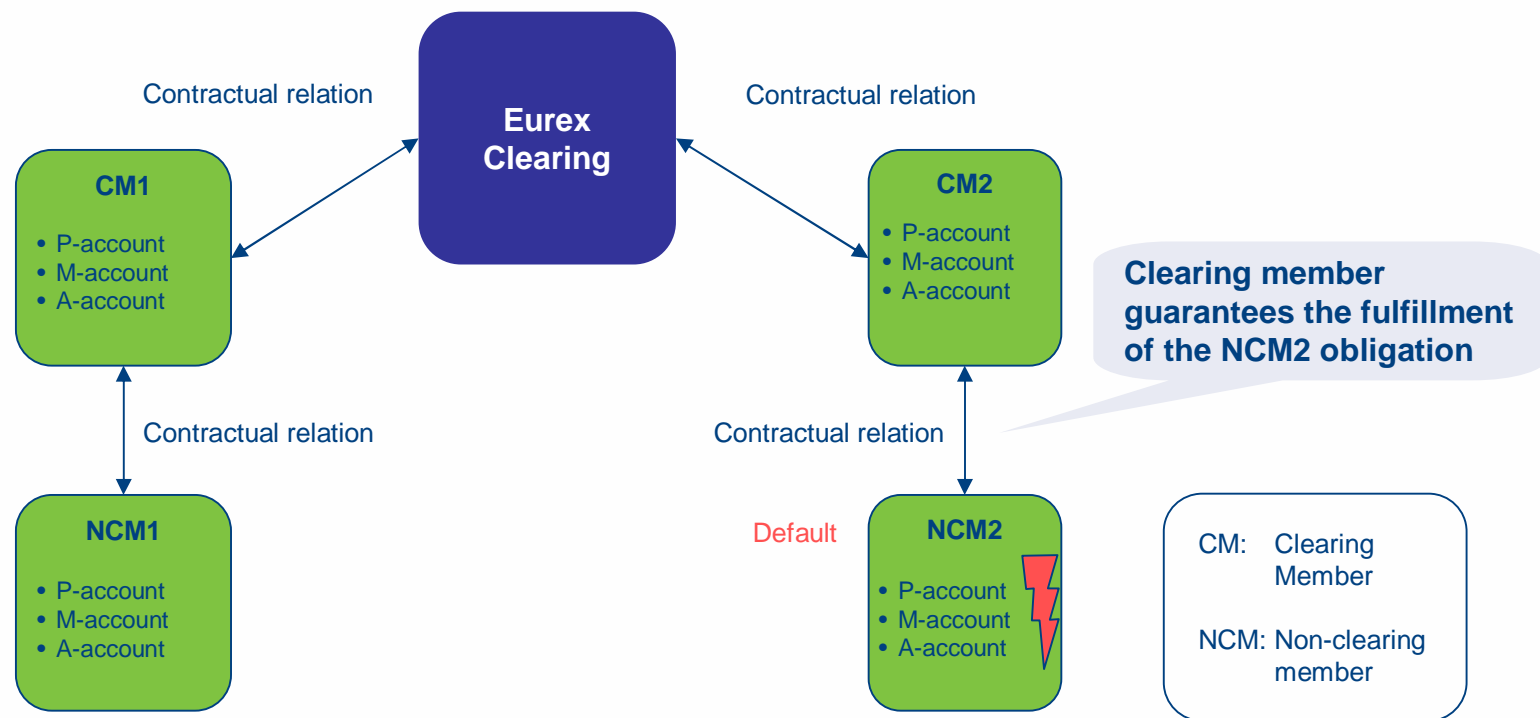 Contractual relation
Eurex
Clearing
Contractual relation
CM1
• P-account
• M-account
• A-account
CM2
• P-account
• M-account
• A-account
Clearing member
guarantees the fulfillment
of the NCM2 obligation
Contractual relation
Contractual relation
NCM1
• P-account
• M-account
• A-account
Default
NCM2
• P-account
• M-account
• A-account
CM: Clearing
Member
NCM: Non-clearing
member